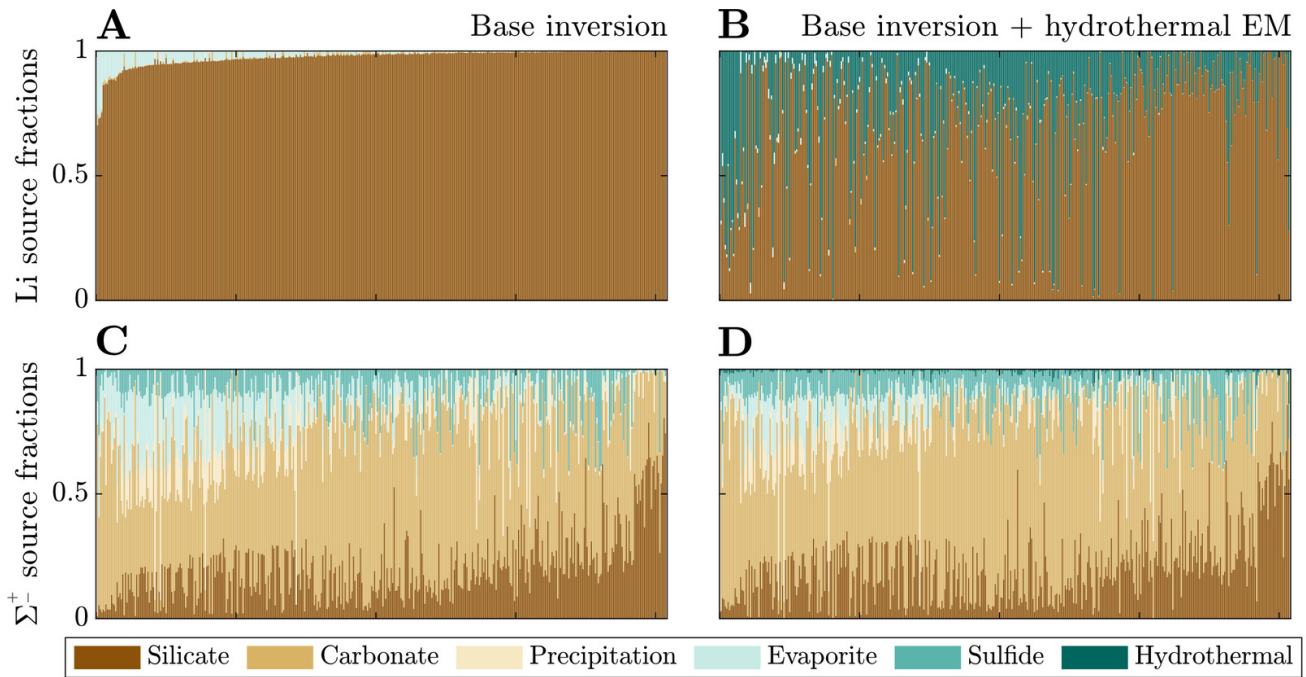 A Base inversion
B Base inversion + hydrothermal EM
Li source fractions
1
0.5
0
C
D
Σ⁺₋ source fractions
1
0.5
0
Silicate Carbonate Precipitation Evaporite Sulfide Hydrothermal